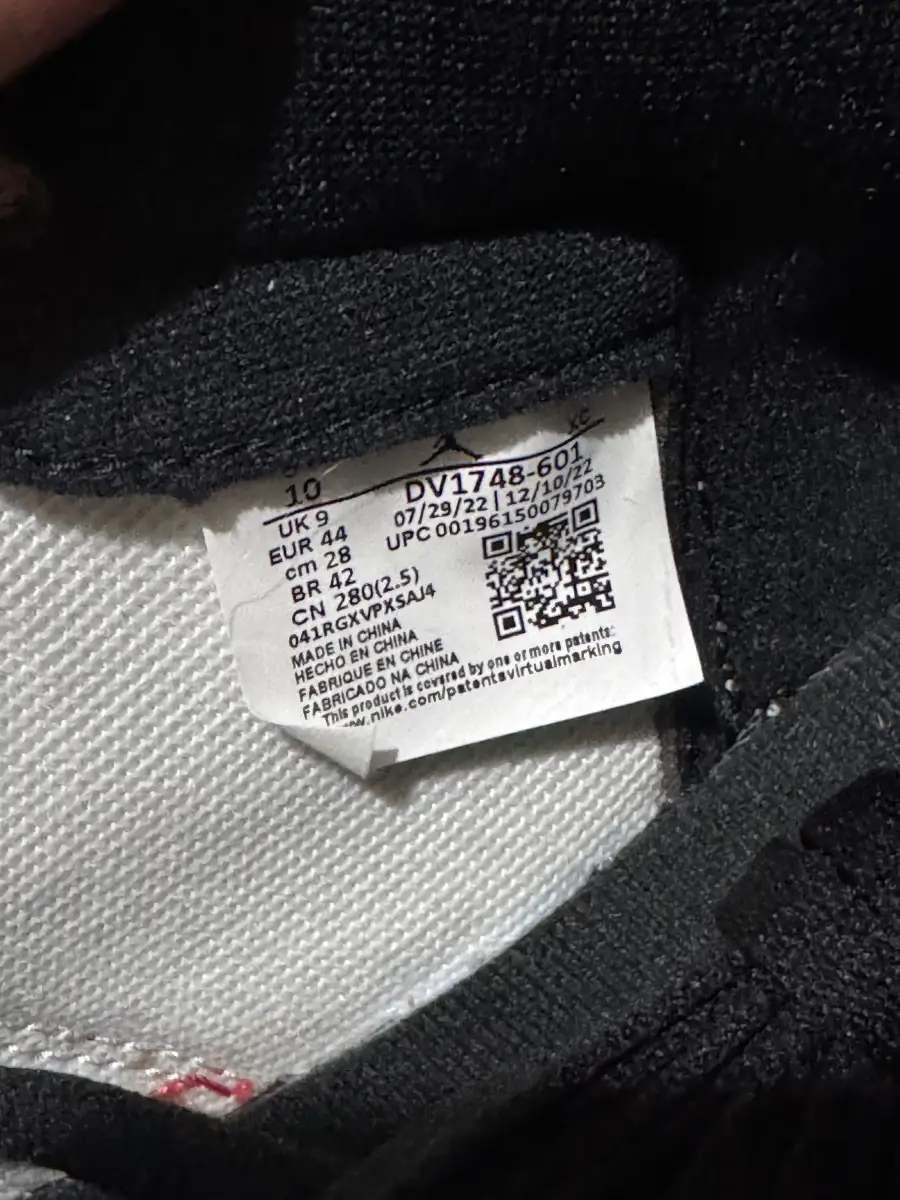 XC
10
DV1748-601
UK 9
07/29/22 | 12/10/22
EUR 44
UPC 00196150079703
cm 28
BR 42
CN 280(2.5)
041RGXVPXSAJ4
MADE IN CHINA
HECHO EN CHINA
FABRIQUE EN CHINE
FABRICADO NA CHINA
This product is covered by one or more patents:
.nike.com/patentsvirtualmarking